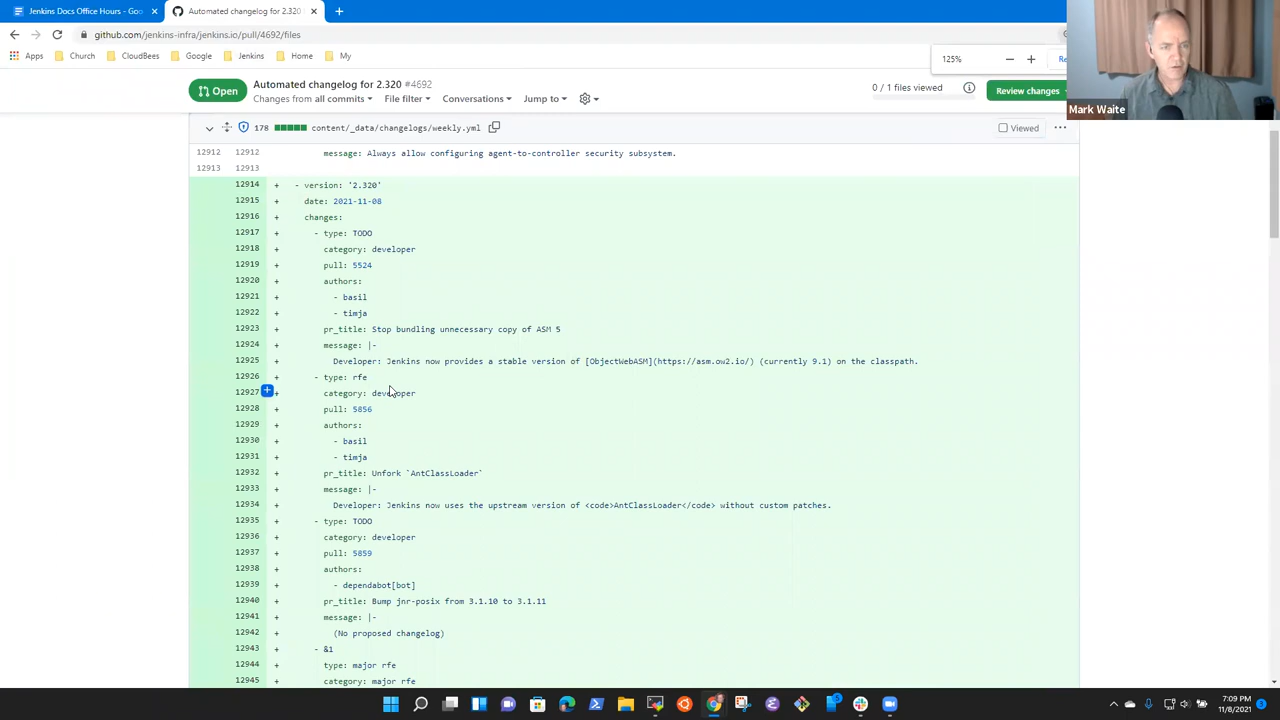 Jenkins Docs Office Hours - Goo
Automated changelog for 2.320
github.com/jenkins-infra/jenkins.io/pull/4692/files
Apps Church CloudBees Google Jenkins Home My
125%
Open
Automated changelog for 2.320 #4692
Changes from all commits File filter Conversations Jump to
0 / 1 files viewed
Review changes
Mark Waite
178 content/_data/changelogs/weekly.yml Viewed
12912 12912 message: Always allow configuring agent-to-controller security subsystem.
12913 12913
12914 + - version: '2.320'
12915 + date: 2021-11-08
12916 + changes:
12917 + - type: TODO
12918 + category: developer
12919 + pull: 5524
12920 + authors:
12921 + - basil
12922 + - timja
12923 + pr_title: Stop bundling unnecessary copy of ASM 5
12924 + message: |-
12925 + Developer: Jenkins now provides a stable version of [ObjectWebASM](https://asm.ow2.io/) (currently 9.1) on the classpath.
12926 + - type: rfe
12927 + category: developer
12928 + pull: 5856
12929 + authors:
12930 + - basil
12931 + - timja
12932 + pr_title: Unfork `AntClassLoader`
12933 + message: |-
12934 + Developer: Jenkins now uses the upstream version of <code>AntClassLoader</code> without custom patches.
12935 + - type: TODO
12936 + category: developer
12937 + pull: 5859
12938 + authors:
12939 + - dependabot[bot]
12940 + pr_title: Bump jnr-posix from 3.1.10 to 3.1.11
12941 + message: |-
12942 + (No proposed changelog)
12943 + - &1
12944 + type: major rfe
12945 + category: major rfe
7:09 PM
11/8/2021